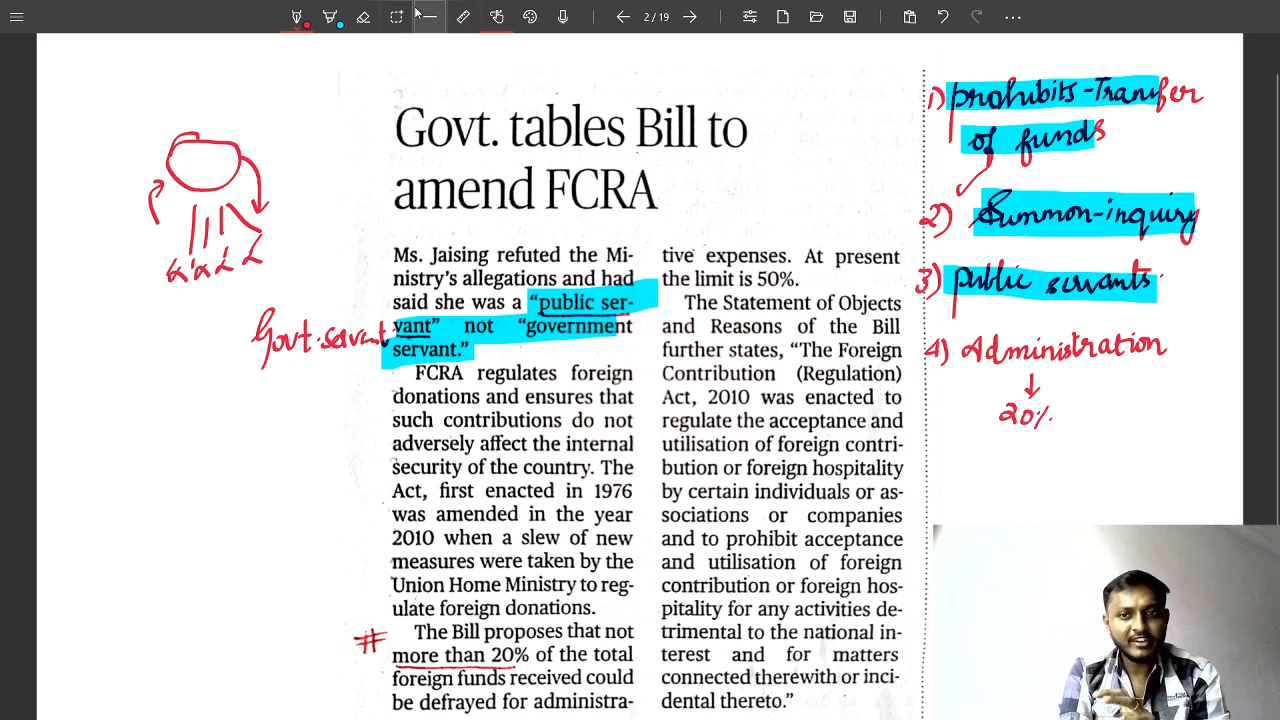 2/19
Govt. tables Bill to
amend FCRA
Ms. Jaising refuted the Mi-
nistry's allegations and had
said she was a “public ser-
vant” not “government
servant.”
FCRA regulates foreign
donations and ensures that
such contributions do not
adversely affect the internal
security of the country. The
Act, first enacted in 1976
was amended in the year
2010 when a slew of new
measures were taken by the
Union Home Ministry to reg-
ulate foreign donations.
# The Bill proposes that not
more than 20% of the total
foreign funds received could
be defrayed for administra-
tive expenses. At present
the limit is 50%.
The Statement of Objects
and Reasons of the Bill
further states, “The Foreign
Contribution (Regulation)
Act, 2010 was enacted to
regulate the acceptance and
utilisation of foreign contri-
bution or foreign hospitality
by certain individuals or as-
sociations or companies
and to prohibit acceptance
and utilisation of foreign
contribution or foreign hos-
pitality for any activities de-
trimental to the national in-
terest and for matters
connected therewith or inci-
dental thereto.”
Govt. servant
1) prohibits-Transfer
of funds
2) Summon-inquiry
3) public servants
4) Administration
20%